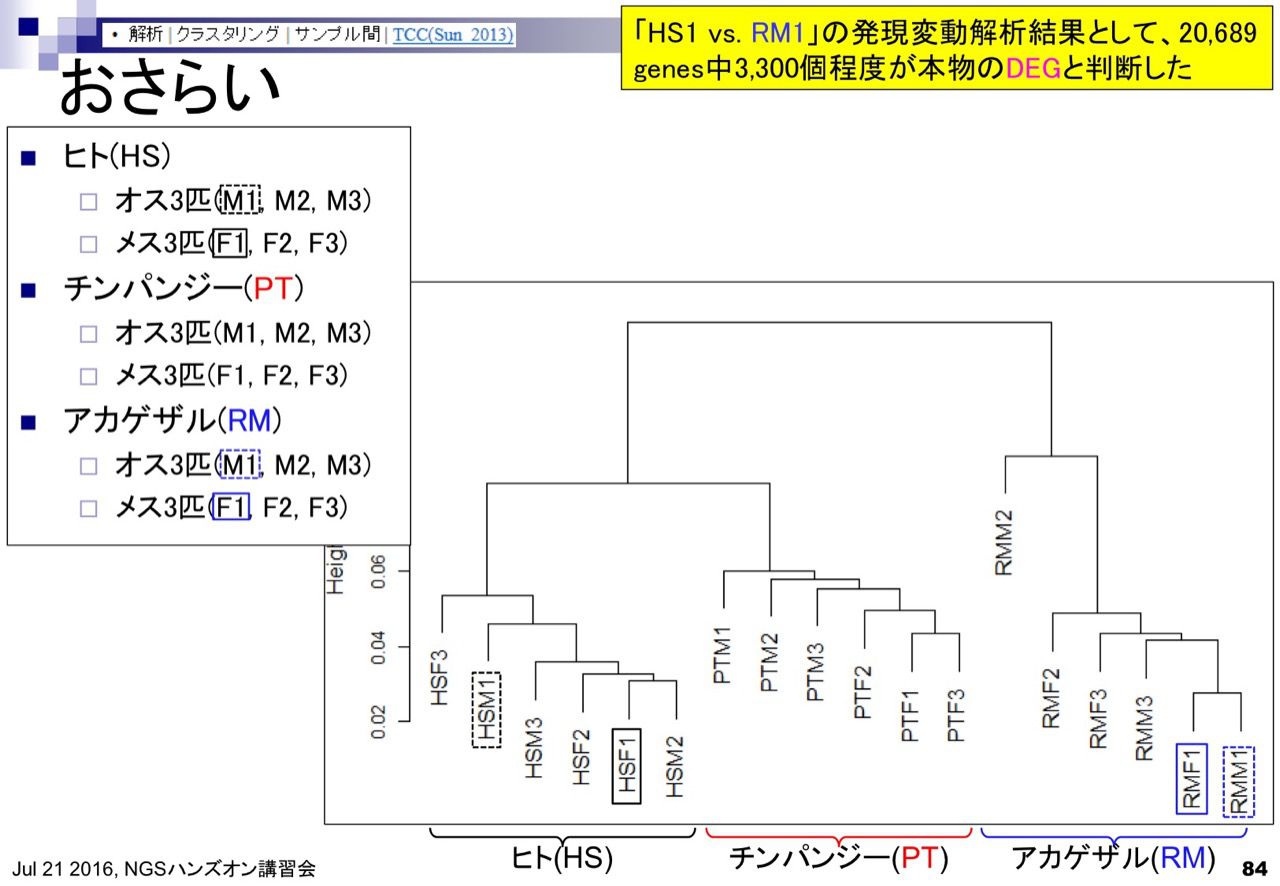 • 解析 | クラスタリング | サンプル間 | TCC(Sun_2013)
「HS1 vs. RM1」の発現変動解析結果として、20,689
genes中3,300個程度が本物のDEGと判断した
おさらい
ヒト(HS)
オス3匹(M1, M2, M3)
メス3匹(F1, F2, F3)
チンパンジー(PT)
オス3匹(M1, M2, M3)
メス3匹(F1, F2, F3)
アカゲザル(RM)
オス3匹(M1, M2, M3)
メス3匹(F1, F2, F3)
0.06
0.04
0.02
HSF3
HSM1
HSM3
HSF2
HSF1
HSM2
PTM1
PTM2
PTM3
PTF2
PTF1
PTF3
RMM2
RMF2
RMF3
RMM3
RMF1
RMM1
ヒト(HS)
チンパンジー(PT)
アカゲザル(RM)
Jul 21 2016, NGSハンズオン講習会
84